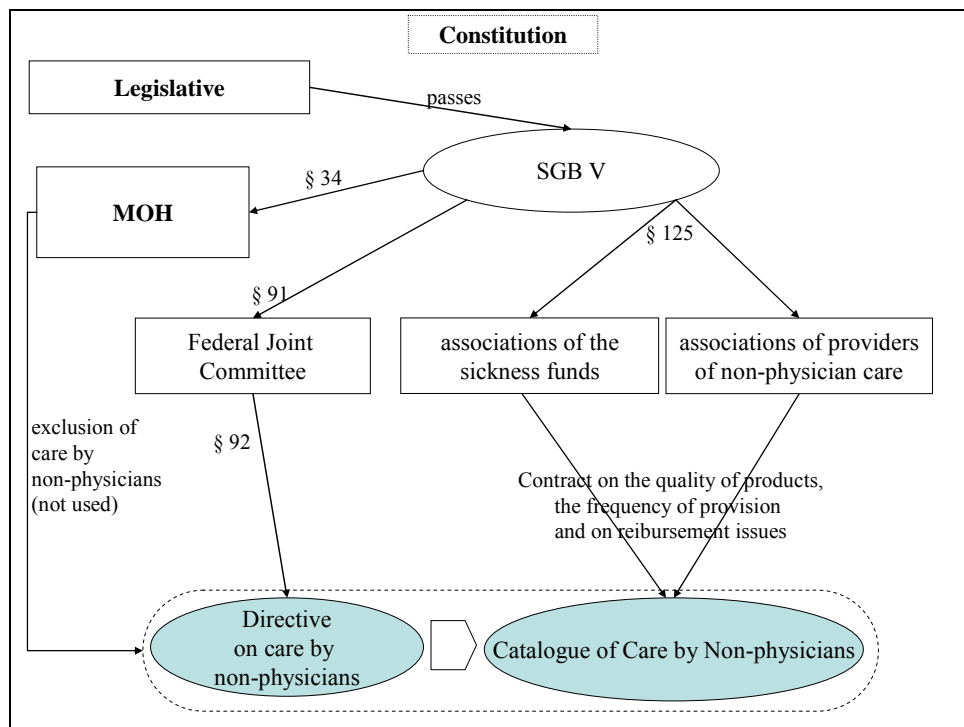 Constitution
Legislative
passes
SGB V
§ 34
MOH
§ 125
§ 91
Federal Joint
Committee
associations of the
sickness funds
associations of providers
of non-physician care
exclusion of
care by
non-physicians
(not used)
§ 92
Contract on the quality of products,
the frequency of provision
and on reibursement issues
Directive
on care by
non-physicians
Catalogue of Care by Non-physicians